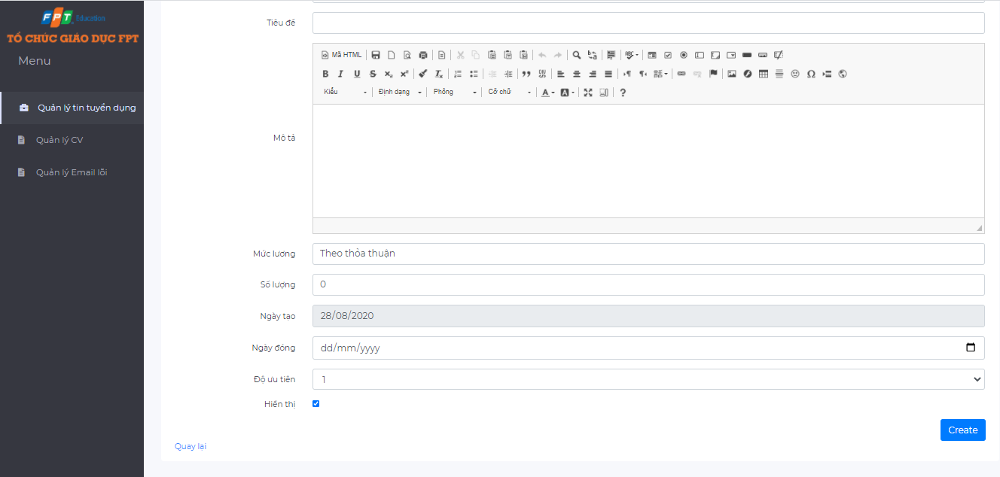 FPT Education
TỔ CHỨC GIÁO DỤC FPT
Menu
Quản lý tin tuyển dụng
Quản lý CV
Quản lý Email lỗi
Tiêu đề
Mã HTML
Kiểu
Định dạng
Phông
Cỡ chữ
Mô tả
Mức lương
Theo thỏa thuận
Số lượng
0
Ngày tạo
28/08/2020
Ngày đóng
dd/mm/yyyy
Độ ưu tiên
1
Hiển thị
Create
Quay lại